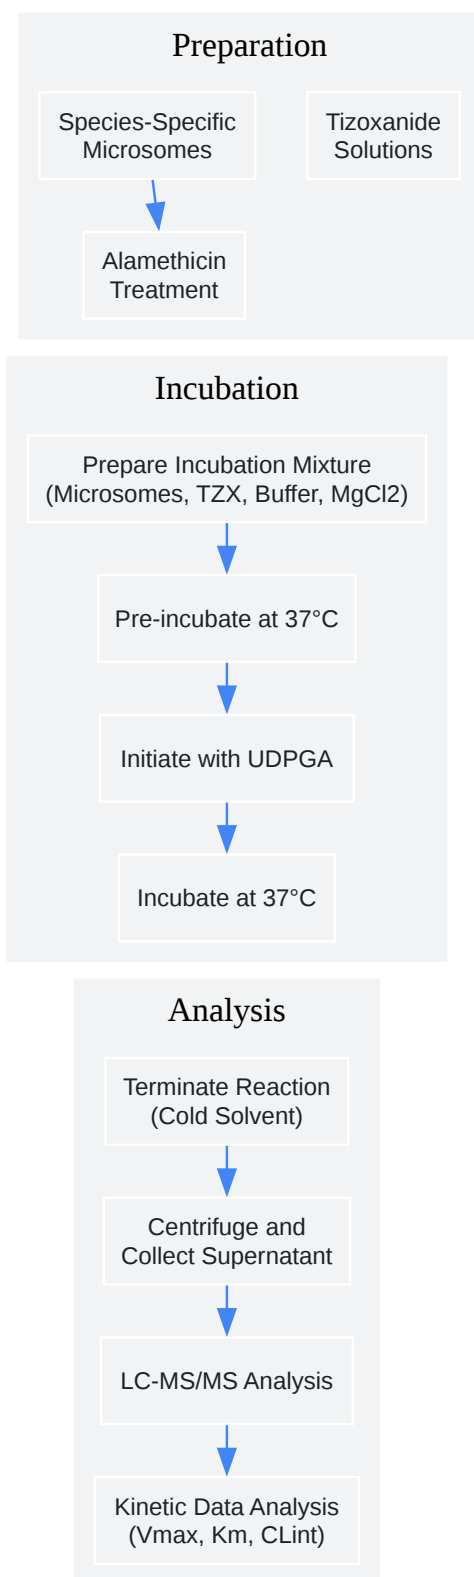 Preparation
Species-Specific
Microsomes
Tizoxanide
Solutions
Alamethicin
Treatment
Incubation
Prepare Incubation Mixture
(Microsomes, TZX, Buffer, MgCl2)
Pre-incubate at 37°C
Initiate with UDPGA
Incubate at 37°C
Analysis
Terminate Reaction
(Cold Solvent)
Centrifuge and
Collect Supernatant
LC-MS/MS Analysis
Kinetic Data Analysis
(Vmax, Km, CLint)